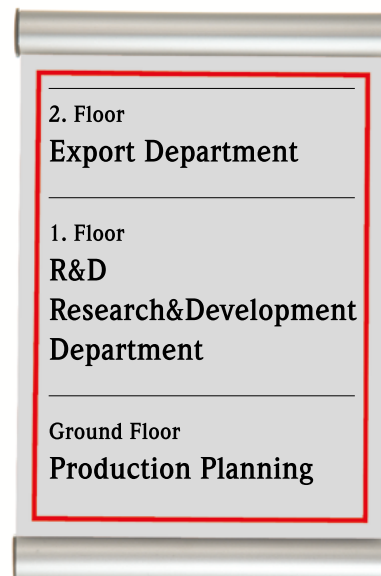 2. Floor
Export Department
1. Floor
R&D
Research&Development
Department
Ground Floor
Production Planning